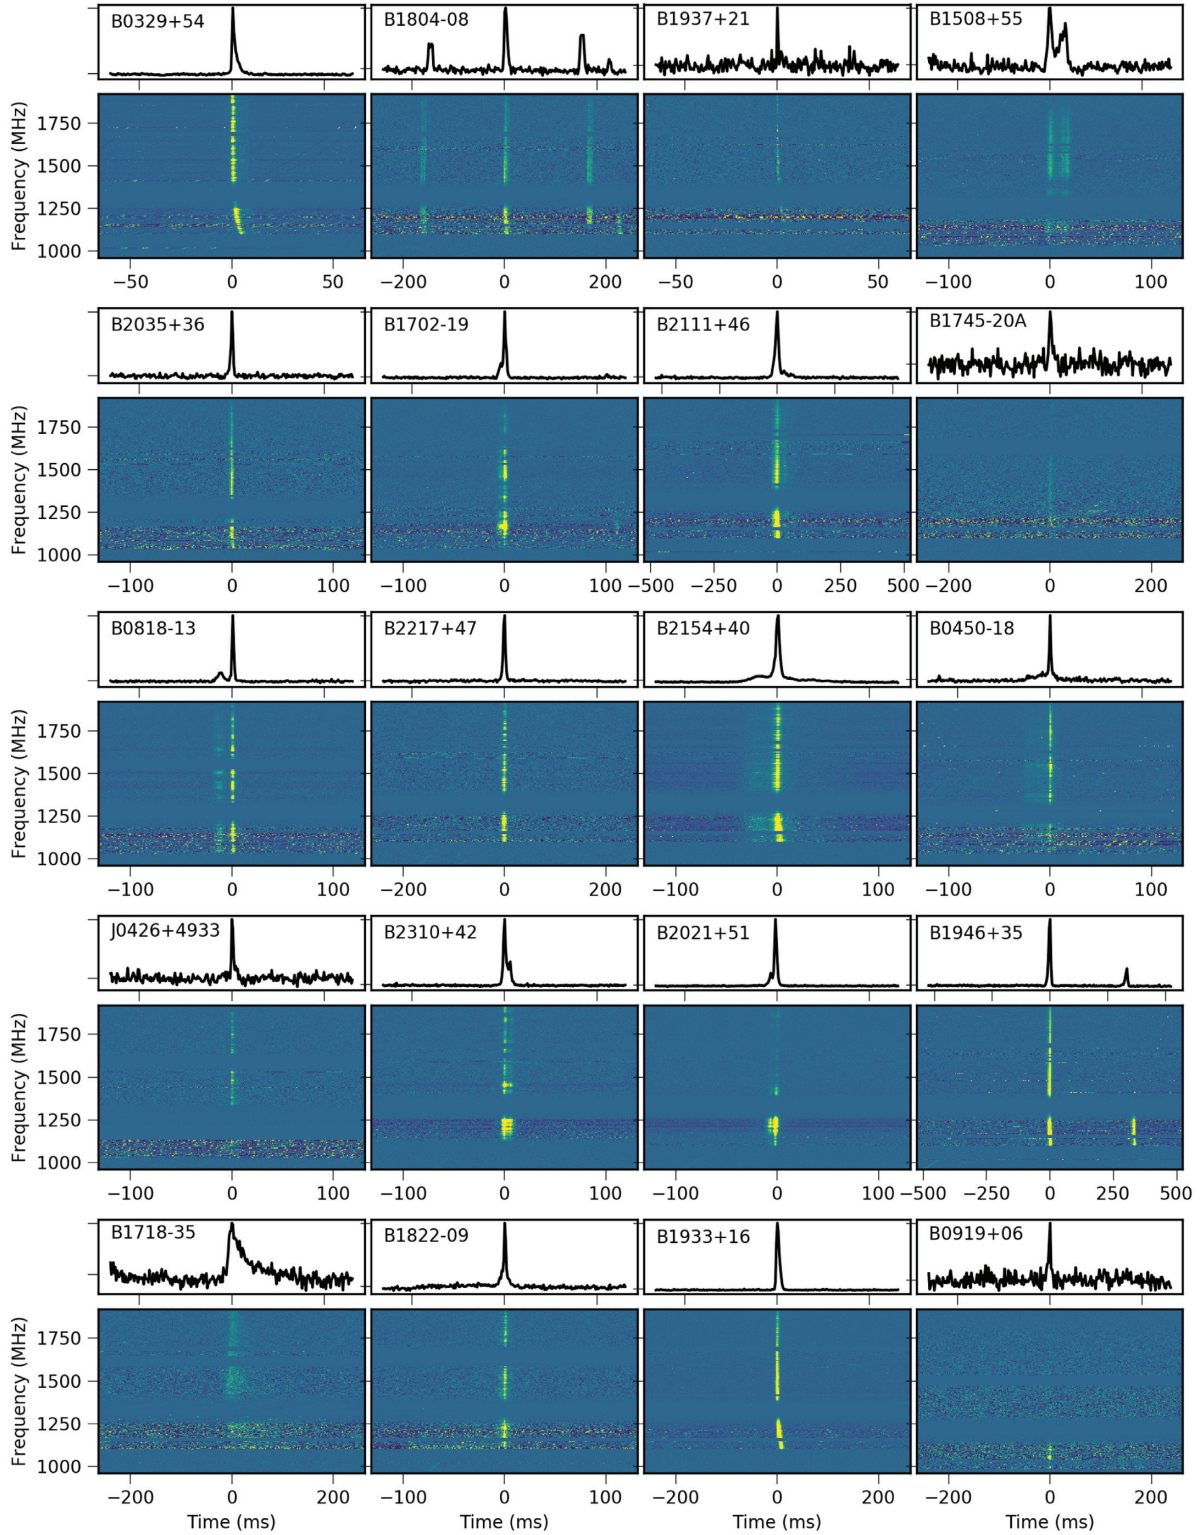 B0329+54
B1804-08
B1937+21
B1508+55
Frequency (MHz)
1750
1500
1250
1000
−50 0 50
−200 0 200
−50 0 50
−100 0 100
B2035+36
B1702-19
B2111+46
B1745-20A
Frequency (MHz)
1750
1500
1250
1000
−100 0 100
−100 0 100
−500 −250 0 250 500
−200 0 200
B0818-13
B2217+47
B2154+40
B0450-18
Frequency (MHz)
1750
1500
1250
1000
−100 0 100
−200 0 200
−100 0 100
−100 0 100
J0426+4933
B2310+42
B2021+51
B1946+35
Frequency (MHz)
1750
1500
1250
1000
−100 0 100
−100 0 100
−100 0 100
−500 −250 0 250 500
B1718-35
B1822-09
B1933+16
B0919+06
Frequency (MHz)
1750
1500
1250
1000
−200 0 200
−100 0 100
−100 0 100
−200 0 200
Time (ms)
Time (ms)
Time (ms)
Time (ms)